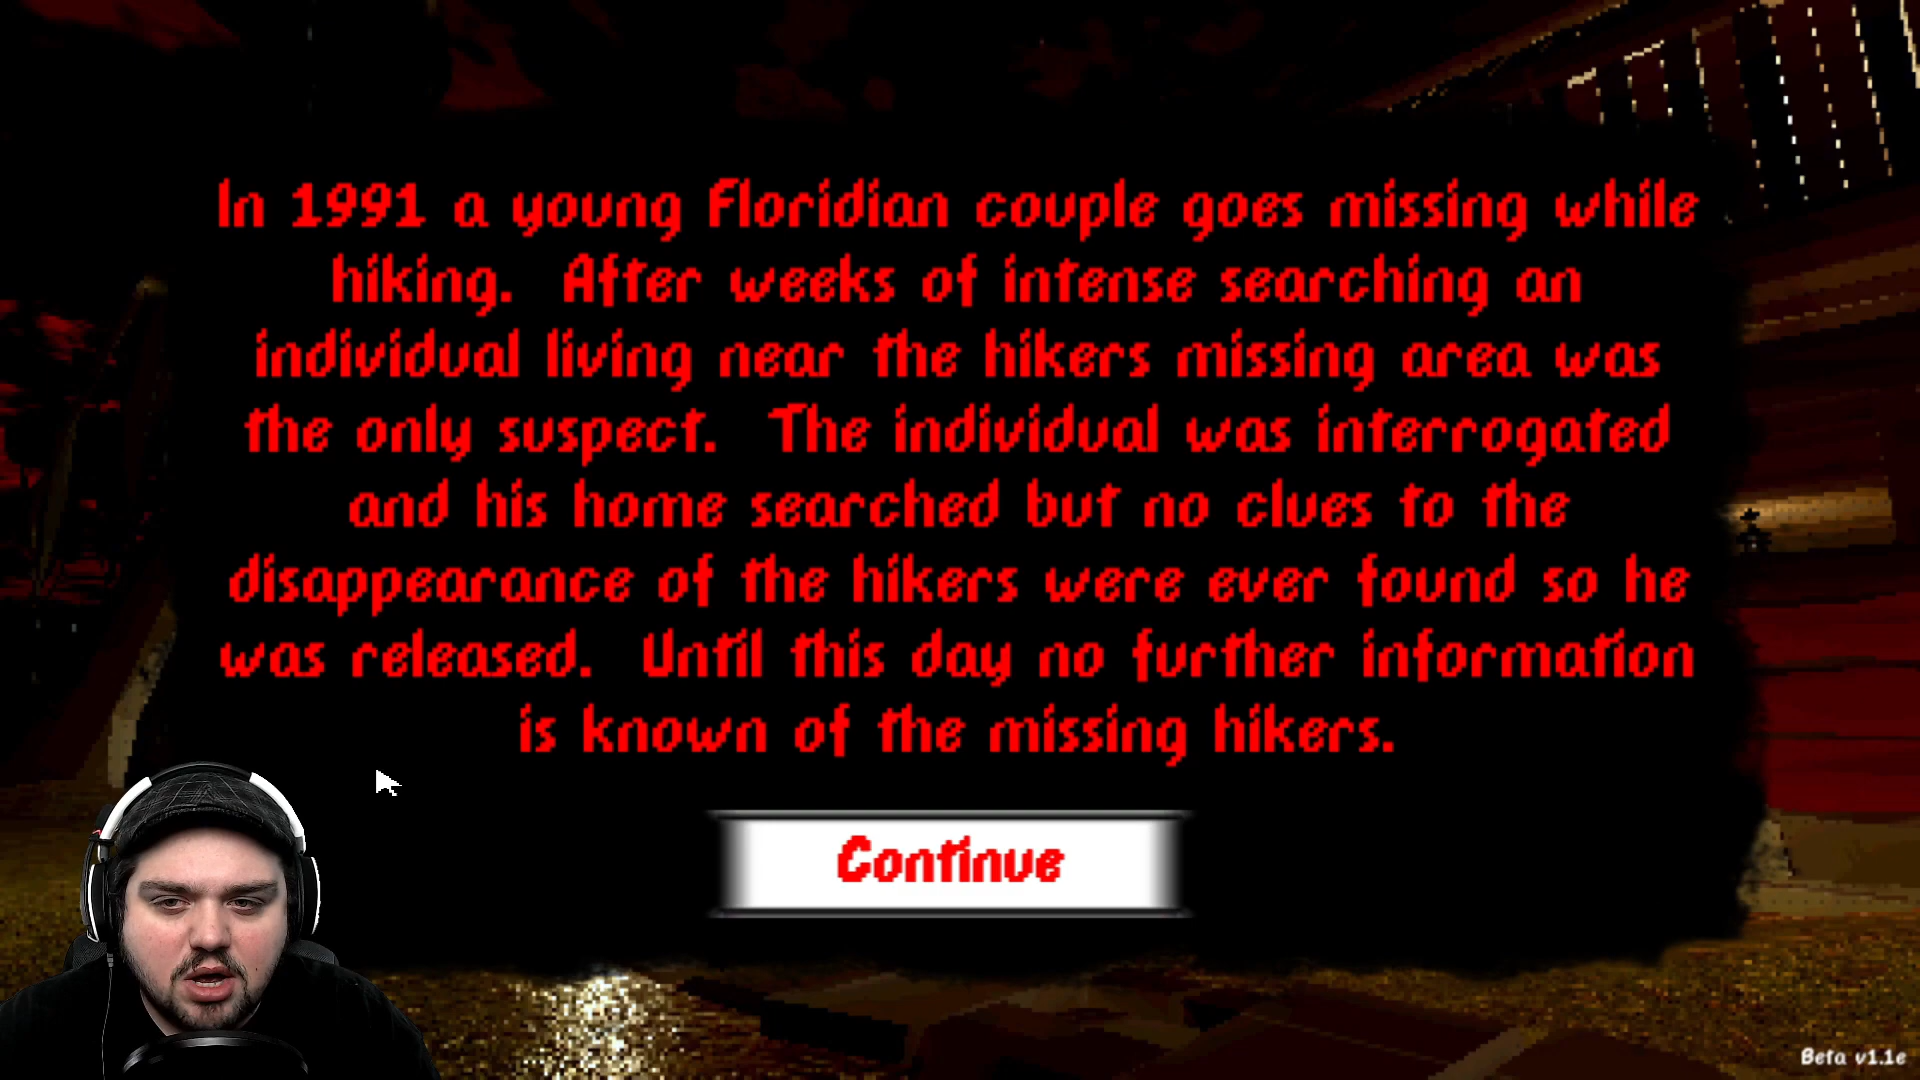 In 1991 a young Floridian couple goes missing while
hiking.  After weeks of intense searching an
individual living near the hikers missing area was
the only suspect.  The individual was interrogated
and his home searched but no clues to the
disappearance of the hikers were ever found so he
was released.  Until this day no further information
is known of the missing hikers.
Continue
Beta v1.1e